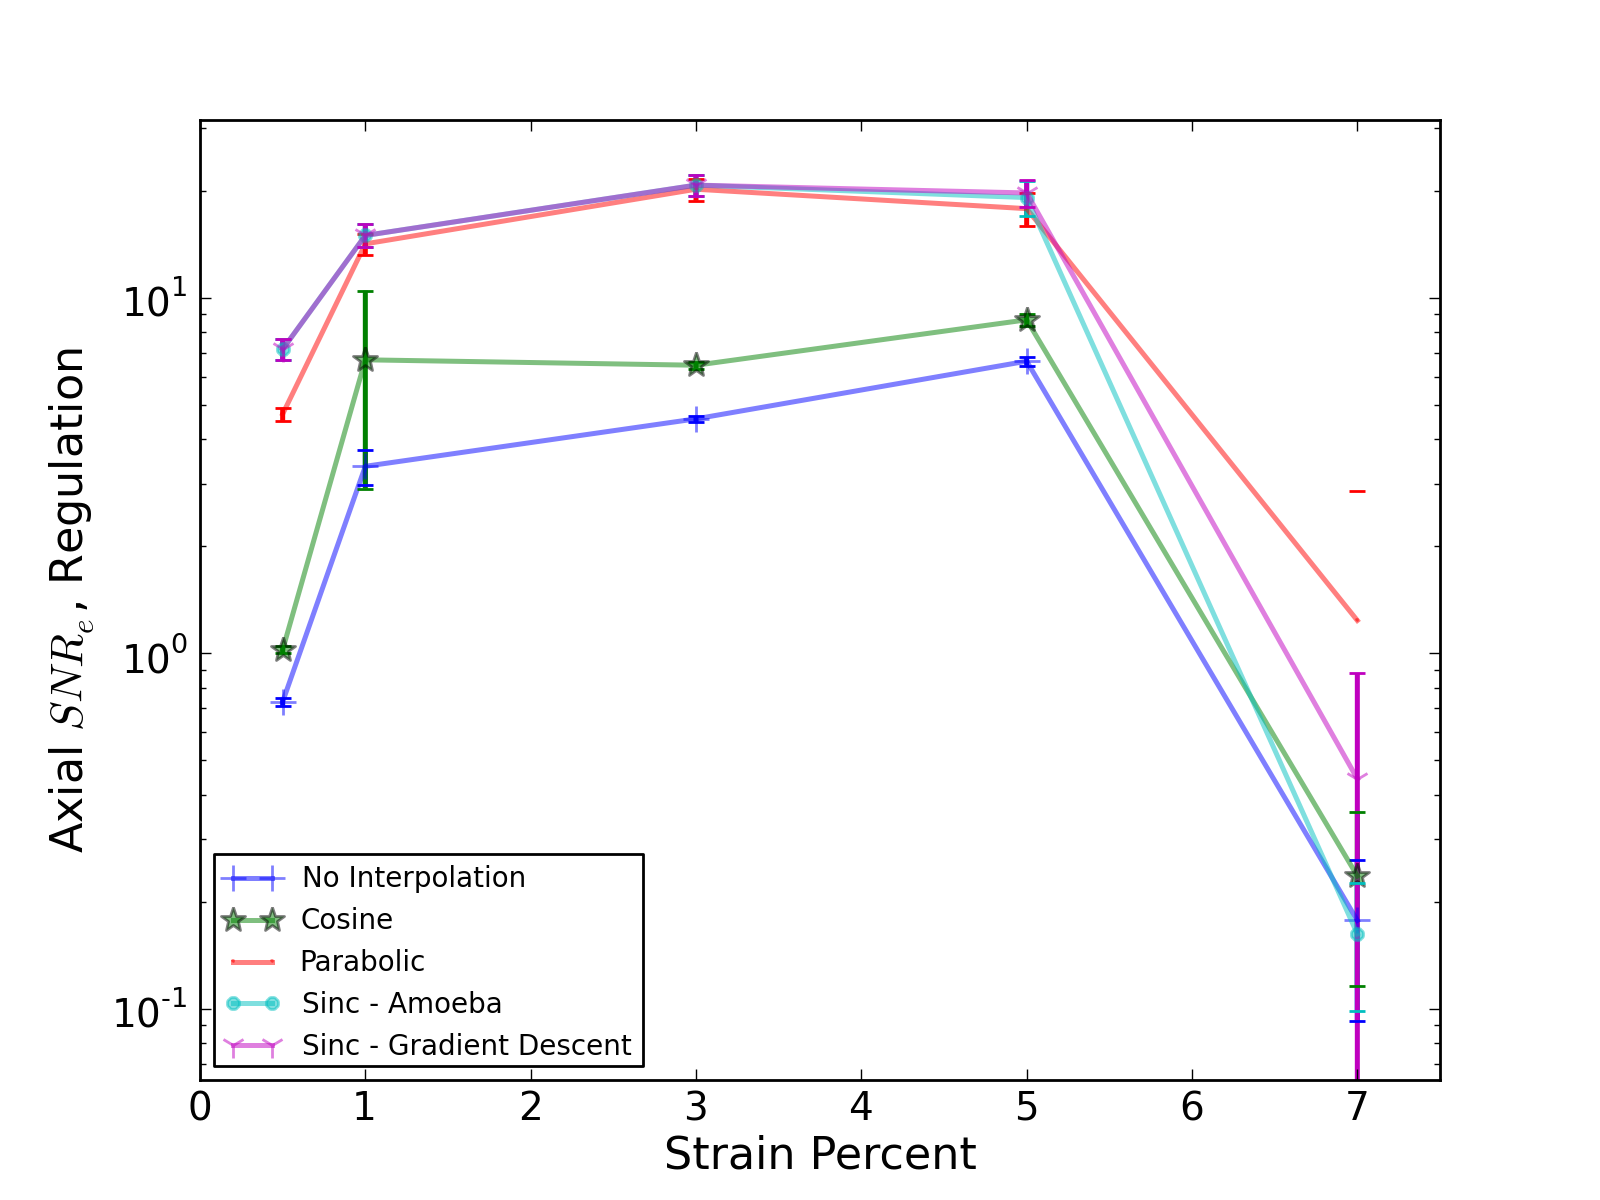 Axial SNR_e, Regulation
10^1
10^0
10^-1
No Interpolation
Cosine
Parabolic
Sinc - Amoeba
Sinc - Gradient Descent
0 1 2 3 4 5 6 7
Strain Percent